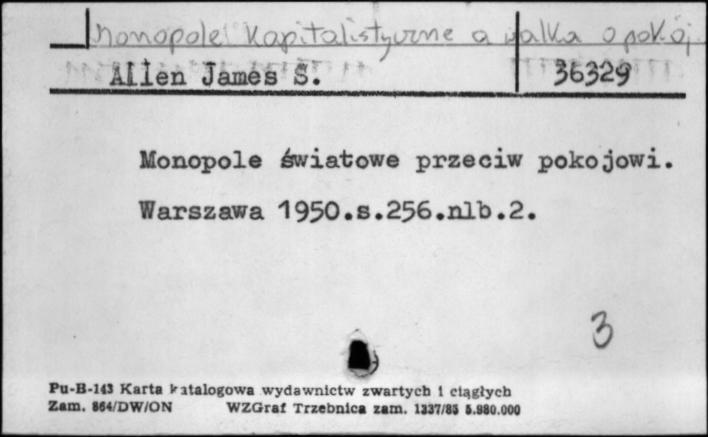 monopole kapitalistyczne a walka o pokój
Allen James S. 36329
Monopole światowe przeciw pokojowi.
Warszawa 1950.s.256.nlb.2.
3
Pu-B-143 Karta katalogowa wydawnictw zwartych i ciągłych
Zam. 864/DW/ON WZGraf Trzebnica zam. 1337/85 5.980.000